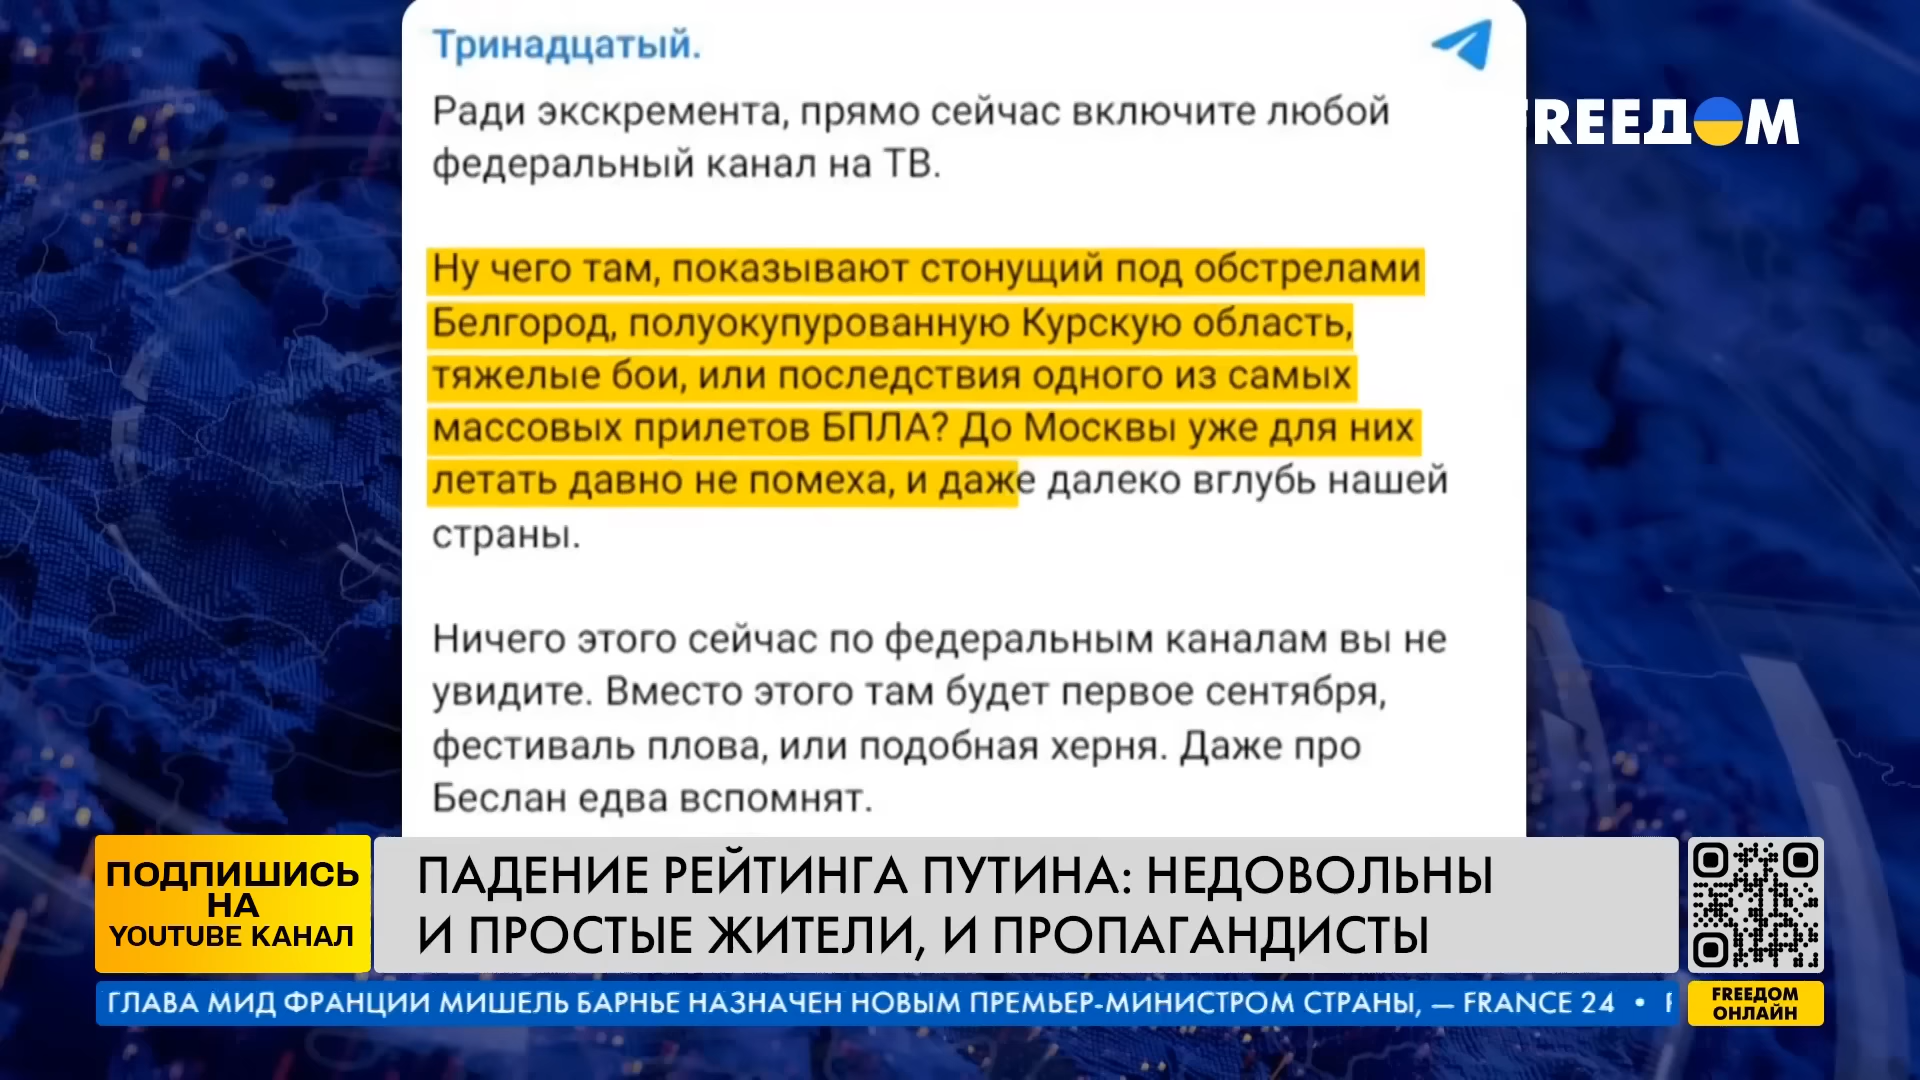 Тринадцатый.
Ради экскремента, прямо сейчас включите любой
федеральный канал на ТВ.
FREEДOM
Ну чего там, показывают стонущий под обстрелами
Белгород, полуокупурованную Курскую область,
тяжелые бои, или последствия одного из самых
массовых прилетов БПЛА? До Москвы уже для них
летать давно не помеха, и даже далеко вглубь нашей
страны.
Ничего этого сейчас по федеральным каналам вы не
увидите. Вместо этого там будет первое сентября,
фестиваль плова, или подобная херня. Даже про
Беслан едва вспомнят.
ПОДПИШИСЬ
НА
YOUTUBE КАНАЛ
ПАДЕНИЕ РЕЙТИНГА ПУТИНА: НЕДОВОЛЬНЫ
И ПРОСТЫЕ ЖИТЕЛИ, И ПРОПАГАНДИСТЫ
ГЛАВА МИД ФРАНЦИИ МИШЕЛЬ БАРНЬЕ НАЗНАЧЕН НОВЫМ ПРЕМЬЕР-МИНИСТРОМ СТРАНЫ, — FRANCE 24 •
FREEДOM
ОНЛАЙН